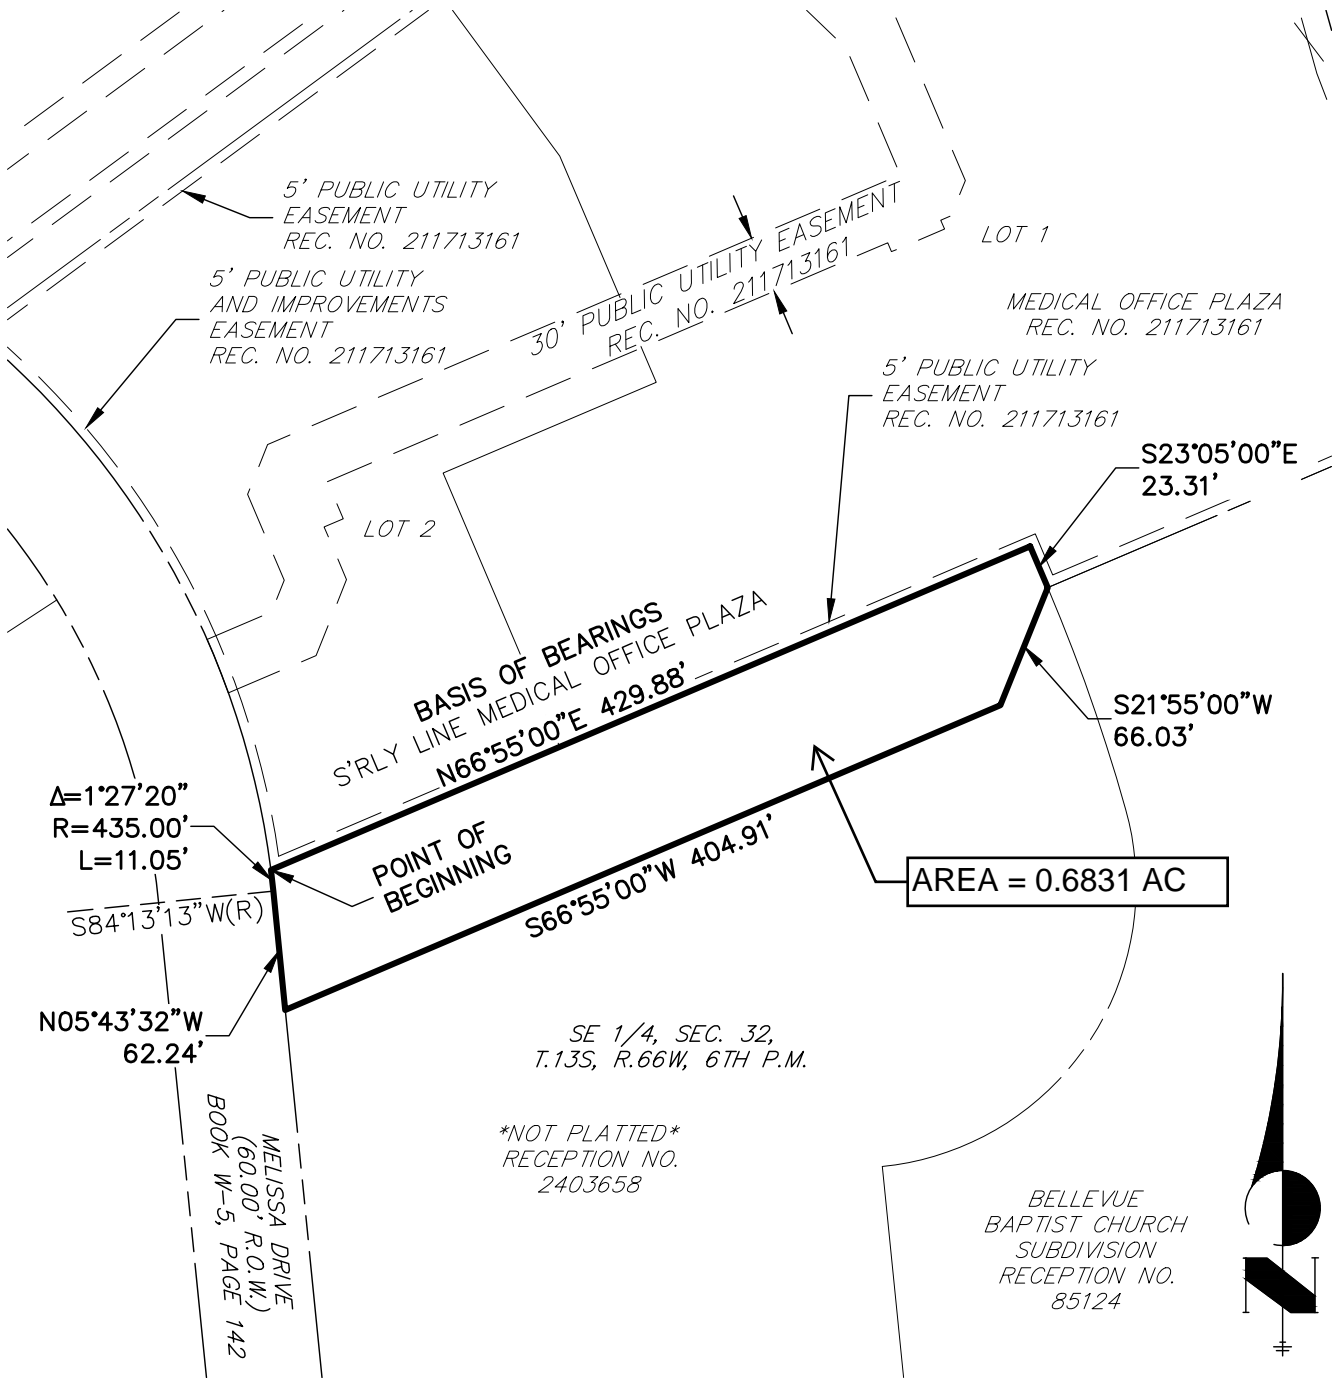 5' PUBLIC UTILITY
EASEMENT
REC. NO. 211713161
5' PUBLIC UTILITY
AND IMPROVEMENTS
EASEMENT
REC. NO. 211713161
30' PUBLIC UTILITY EASEMENT
REC. NO. 211713161
LOT 1
MEDICAL OFFICE PLAZA
REC. NO. 211713161
5' PUBLIC UTILITY
EASEMENT
REC. NO. 211713161
S23°05'00"E
23.31'
LOT 2
BASIS OF BEARINGS
S'RLY LINE MEDICAL OFFICE PLAZA
N66°55'00"E 429.88'
S21°55'00"W
66.03'
Δ=1°27'20"
R=435.00'
L=11.05'
POINT OF
BEGINNING
S66°55'00"W 404.91'
AREA = 0.6831 AC
S84°13'13"W(R)
N05°43'32"W
62.24'
SE 1/4, SEC. 32,
T.13S, R.66W, 6TH P.M.
*NOT PLATTED*
RECEPTION NO.
2403658
MELISSA DRIVE
(60.00' R.O.W.)
BOOK W-5, PAGE 142
BELLEVUE
BAPTIST CHURCH
SUBDIVISION
RECEPTION NO.
85124
N